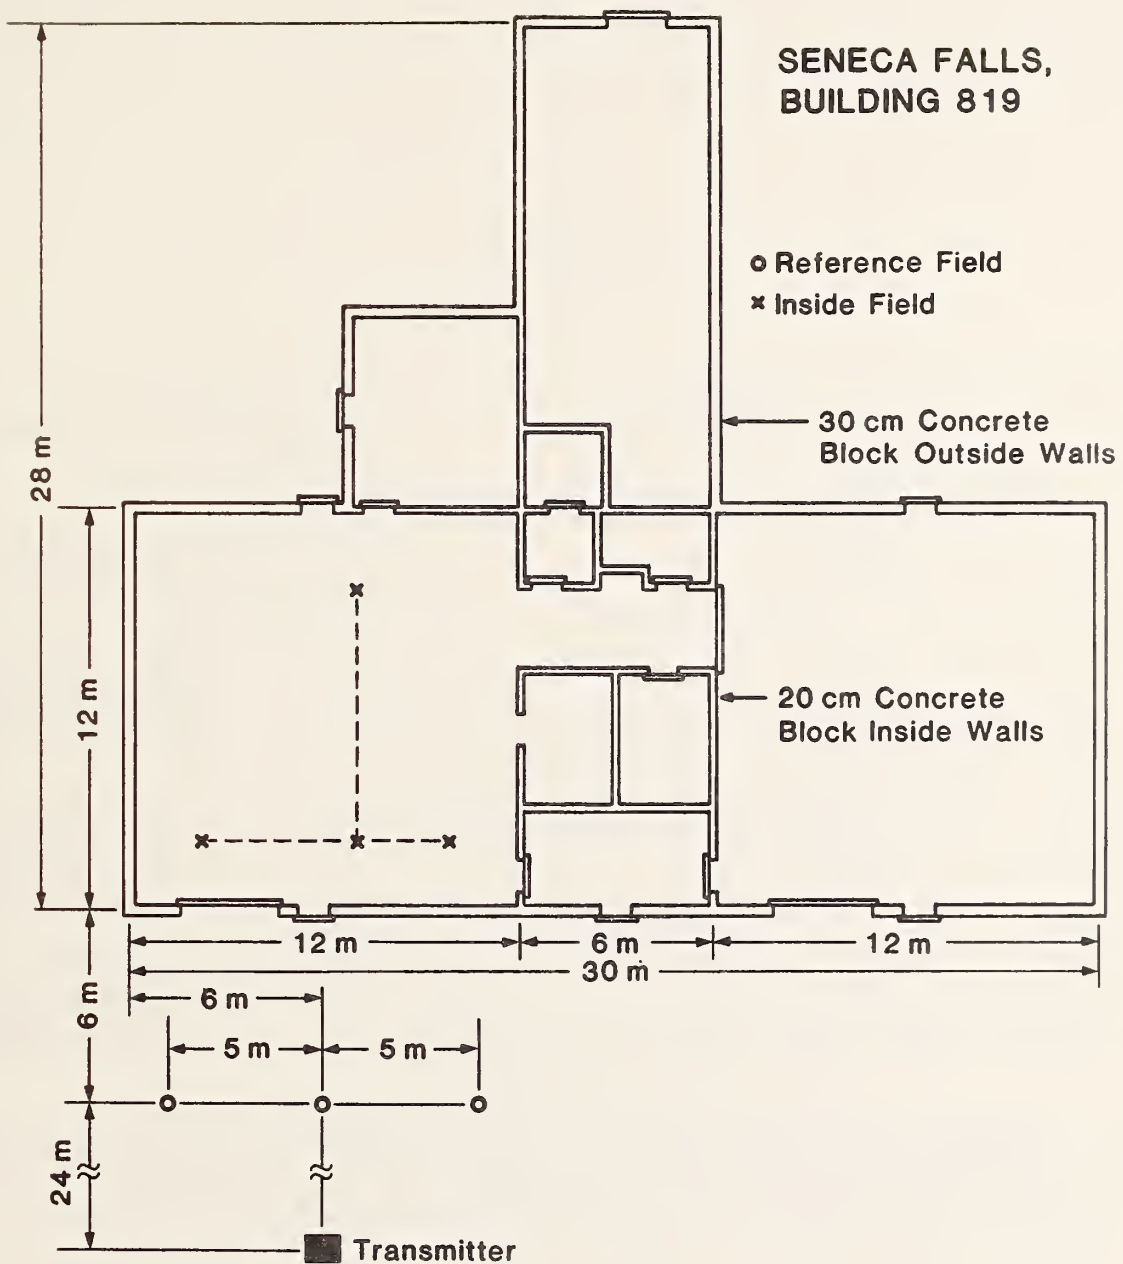 SENECA FALLS,
BUILDING 819
Reference Field
Inside Field
30 cm Concrete
Block Outside Walls
28 m
12 m
20 cm Concrete
Block Inside Walls
12 m
6 m
12 m
30 m
6 m
6 m
5 m
5 m
24 m
Transmitter